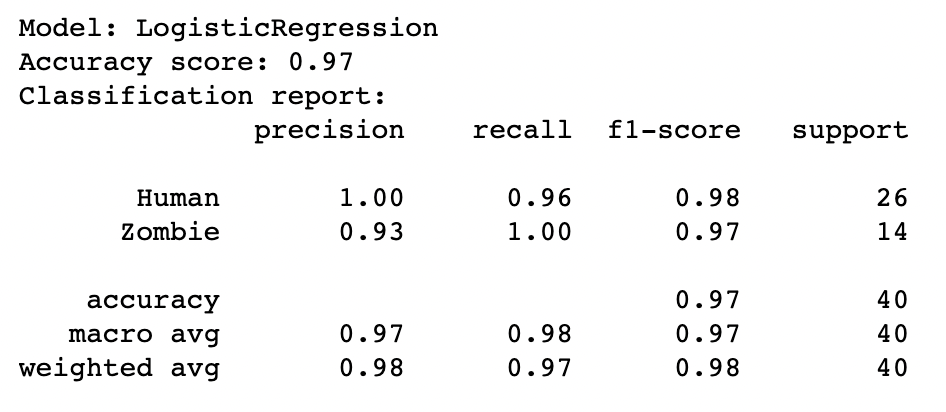 Model: LogisticRegression
Accuracy score: 0.97
Classification report:
precision recall f1-score support
Human 1.00 0.96 0.98 26
Zombie 0.93 1.00 0.97 14
accuracy 0.97 40
macro avg 0.97 0.98 0.97 40
weighted avg 0.98 0.97 0.98 40